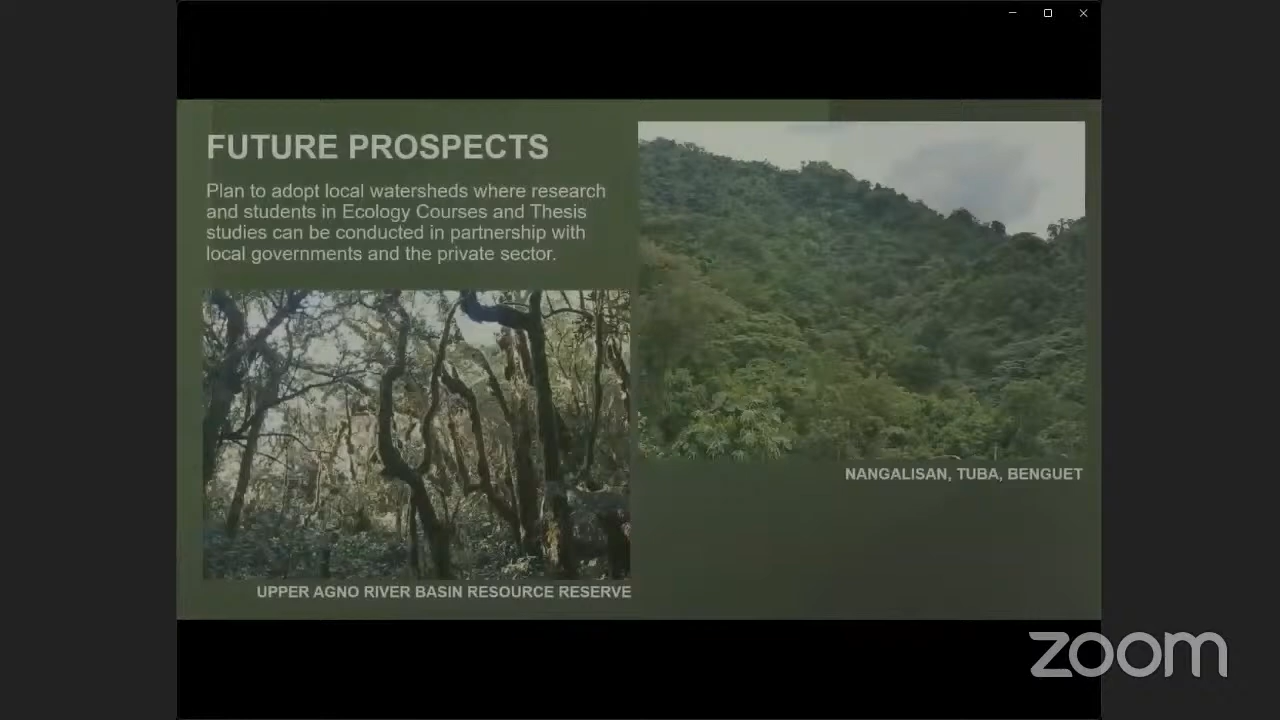 FUTURE PROSPECTS
Plan to adopt local watersheds where research
and students in Ecology Courses and Thesis
studies can be conducted in partnership with
local governments and the private sector.
NANGALISAN, TUBA, BENGUET
UPPER AGNO RIVER BASIN RESOURCE RESERVE
zoom